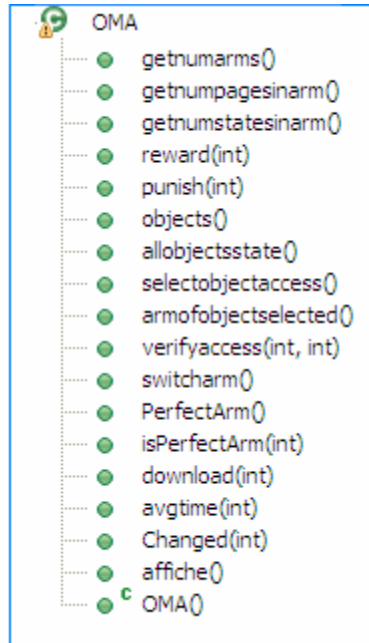 OMA
getnumarms()
getnumpagesinarm()
getnumstatesinarm()
reward(int)
punish(int)
objects()
allobjectsstate()
selectobjectaccess()
armofobjectselected()
verifyaccess(int, int)
switcharm()
PerfectArm()
isPerfectArm(int)
download(int)
avgtime(int)
Changed(int)
affiche()
C OMA()